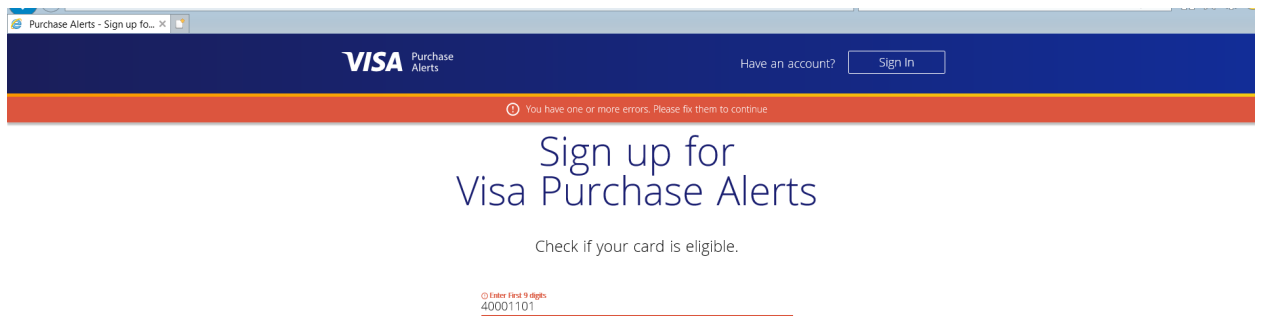 Purchase Alerts - Sign up fo...
VISA Purchase
Alerts
Have an account?
Sign In
You have one or more errors. Please fix them to continue
Sign up for
Visa Purchase Alerts
Check if your card is eligible.
Enter First 9 digits
40001101